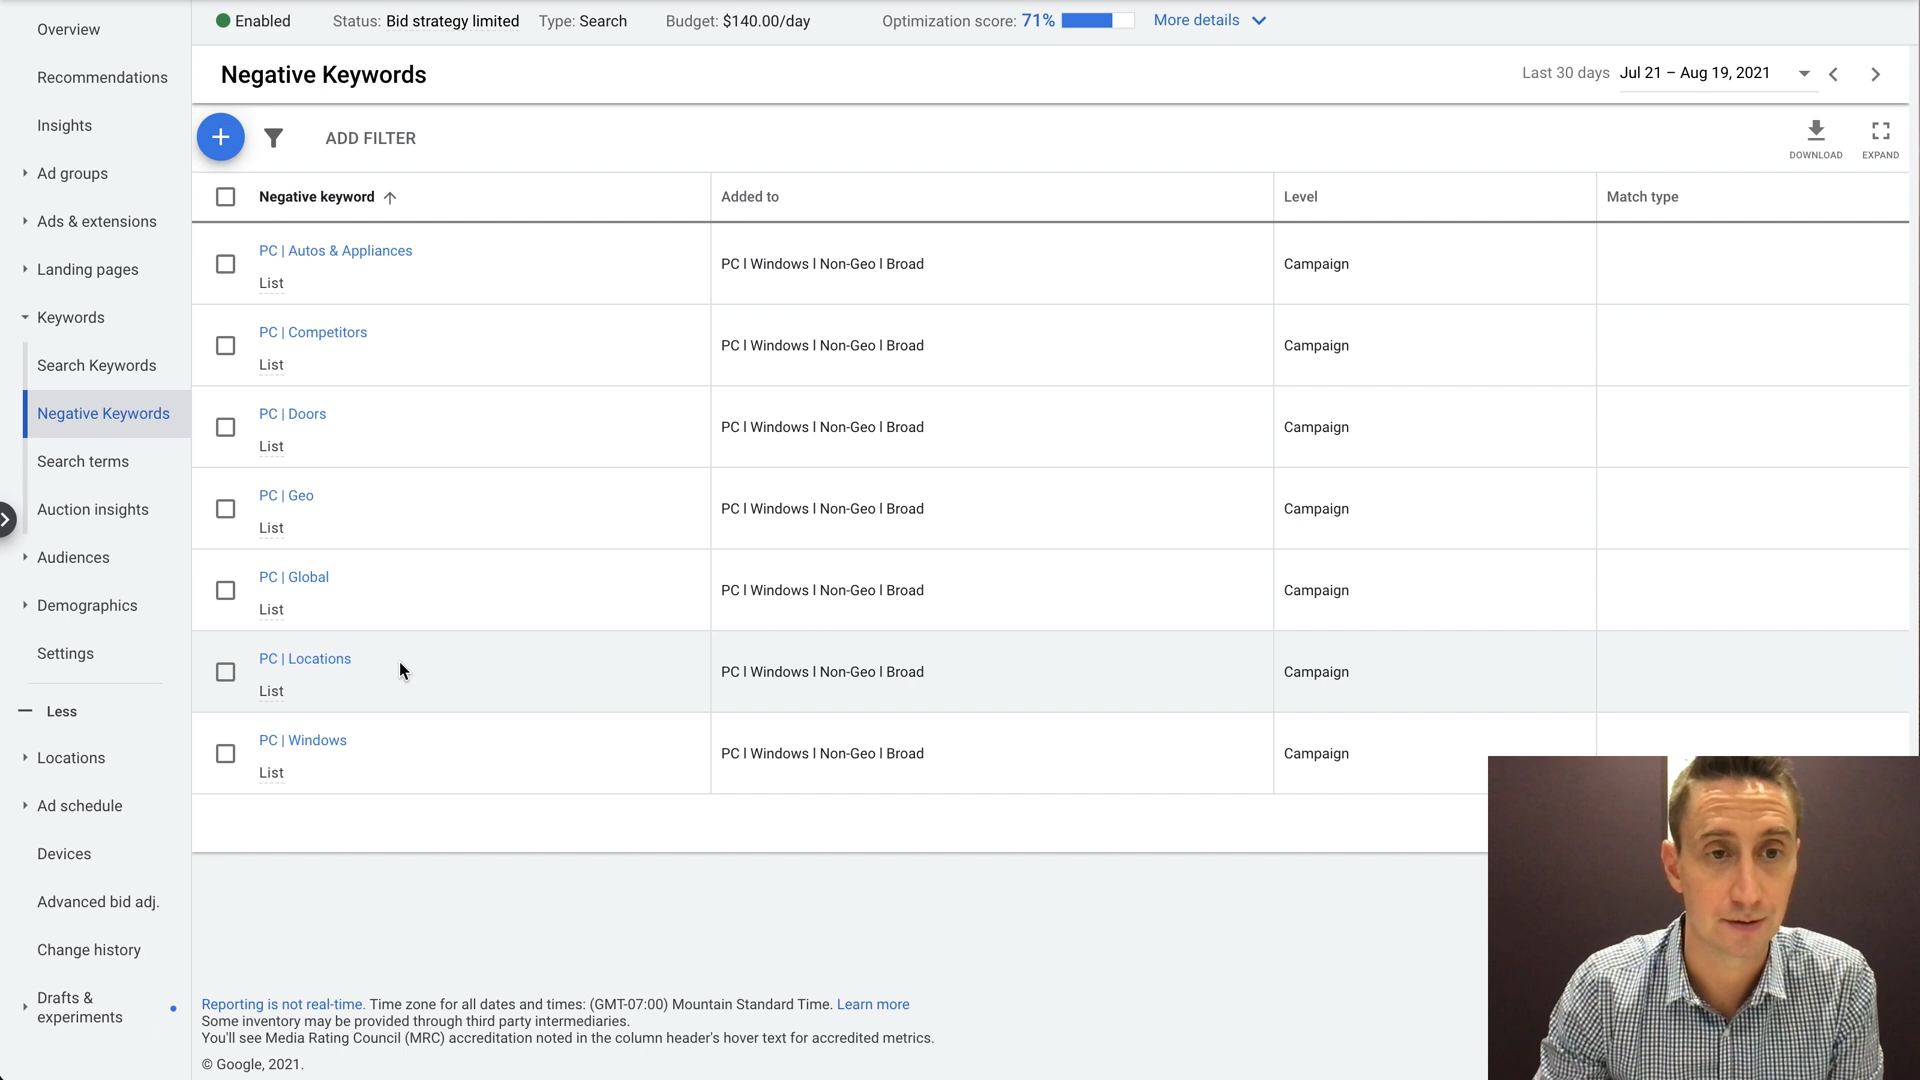 Overview
Recommendations
Insights
Ad groups
Ads & extensions
Landing pages
Keywords
Search Keywords
Negative Keywords
Search terms
Auction insights
Audiences
Demographics
Settings
Less
Locations
Ad schedule
Devices
Advanced bid adj.
Change history
Drafts &
experiments
Enabled Status: Bid strategy limited Type: Search Budget: $140.00/day Optimization score: 71% More details
Negative Keywords
Last 30 days Jul 21 – Aug 19, 2021
ADD FILTER
DOWNLOAD
EXPAND
Negative keyword Added to Level Match type
PC | Autos & Appliances
List
PC l Windows l Non-Geo l Broad Campaign
PC | Competitors
List
PC l Windows l Non-Geo l Broad Campaign
PC | Doors
List
PC l Windows l Non-Geo l Broad Campaign
PC | Geo
List
PC l Windows l Non-Geo l Broad Campaign
PC | Global
List
PC l Windows l Non-Geo l Broad Campaign
PC | Locations
List
PC l Windows l Non-Geo l Broad Campaign
PC | Windows
List
PC l Windows l Non-Geo l Broad Campaign
Reporting is not real-time. Time zone for all dates and times: (GMT-07:00) Mountain Standard Time. Learn more
Some inventory may be provided through third party intermediaries.
You'll see Media Rating Council (MRC) accreditation noted in the column header's hover text for accredited metrics.
© Google, 2021.